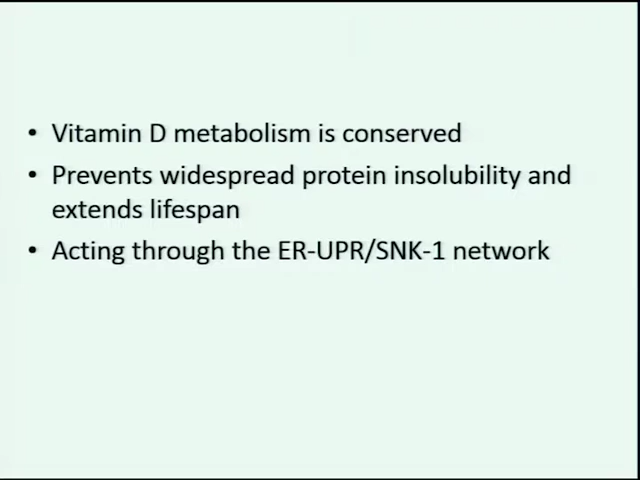 • Vitamin D metabolism is conserved
• Prevents widespread protein insolubility and
extends lifespan
• Acting through the ER-UPR/SNK-1 network